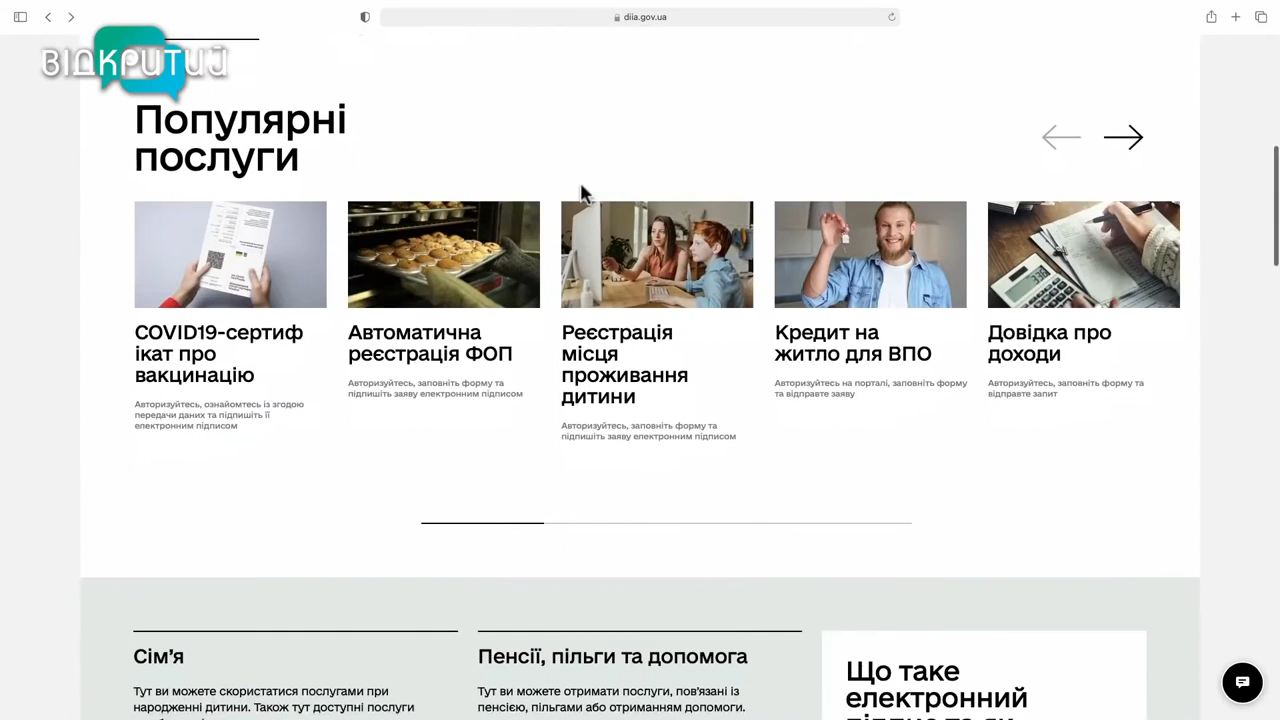 diia.gov.ua
ВІДКРИТИЙ
Популярні
послуги
COVID19-сертиф
ікат про
вакцинацію
Авторизуйтесь, ознайомтесь із згодою
передачи даних та підпишіть її
електронним підписом
Автоматична
реєстрація ФОП
Авторизуйтесь, заповніть форму та
підпишіть заяву електронним підписом
Реєстрація
місця
проживання
дитини
Авторизуйтесь, заповніть форму та
підпишіть заяву електронним підписом
Кредит на
житло для ВПО
Авторизуйтесь на порталі, заповніть форму
та відправте заяву
Довідка про
доходи
Авторизуйтесь, заповніть форму та
відправте запит
Сім’я
Тут ви можете скористатися послугами при
народженні дитини. Також тут доступні послуги
Пенсії, пільги та допомога
Тут ви можете отримати послуги, пов’язані із
пенсією, пільгами або отриманням допомоги.
Що таке
електронний